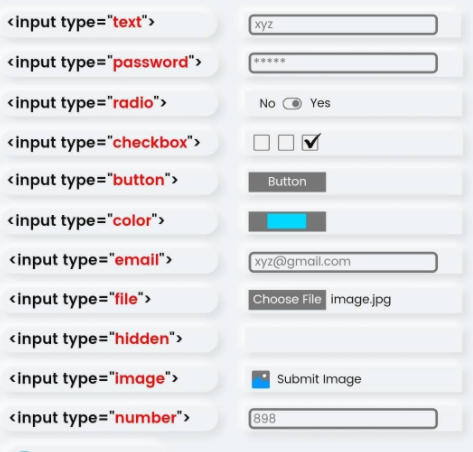 <input type="text"> xyz
<input type="password"> *****
<input type="radio"> No Yes
<input type="checkbox">
<input type="button"> Button
<input type="color">
<input type="email"> xyz@gmail.com
<input type="file"> Choose File image.jpg
<input type="hidden">
<input type="image"> Submit Image
<input type="number"> 898